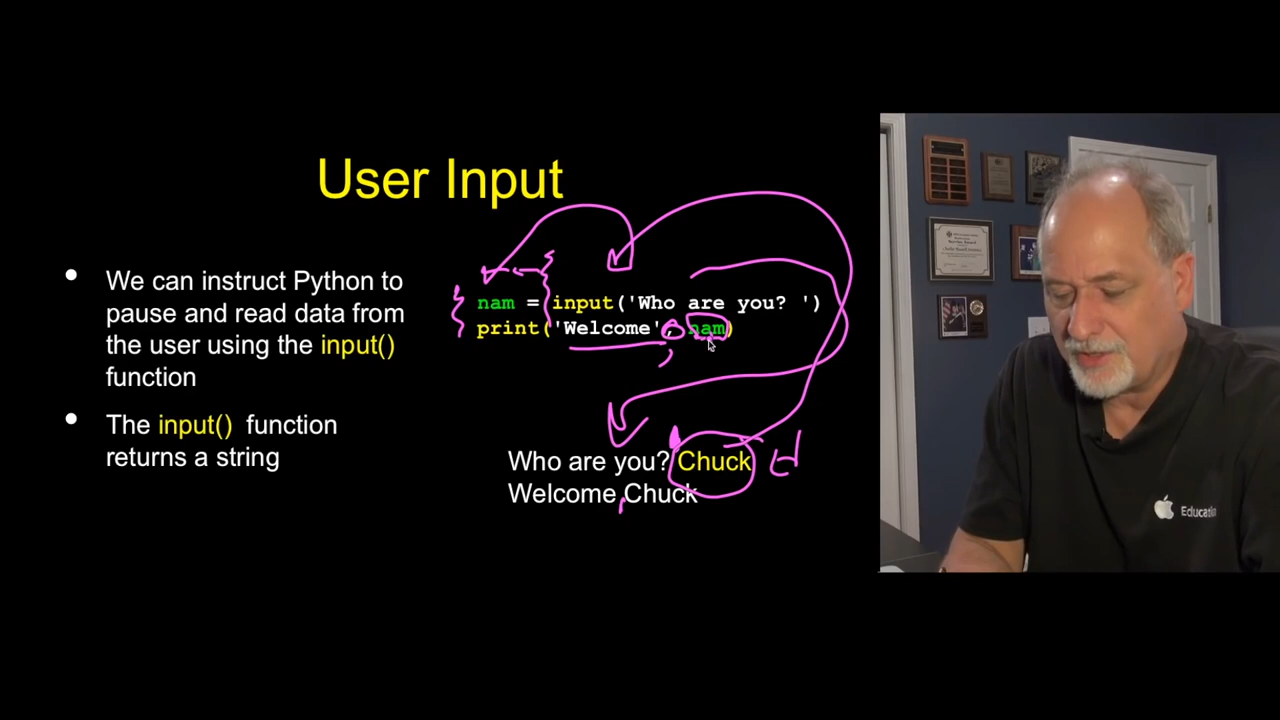 User Input
We can instruct Python to
pause and read data from
the user using the input()
function
The input() function
returns a string
nam = input('Who are you? ')
print('Welcome', nam)
Who are you? Chuck
Welcome Chuck